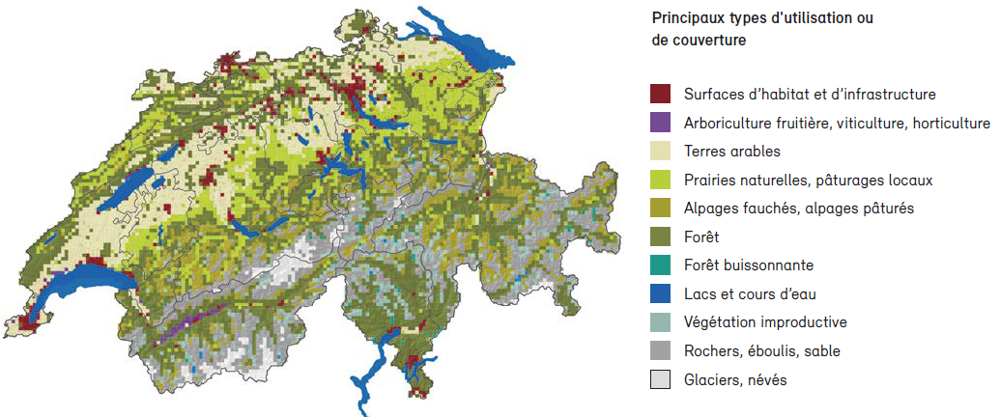 Principaux types d'utilisation ou
de couverture
Surfaces d’habitat et d’infrastructure
Arboriculture fruitière, viticulture, horticulture
Terres arables
Prairies naturelles, pâturages locaux
Alpages fauchés, alpages pâturés
Forêt
Forêt buissonnante
Lacs et cours d’eau
Végétation improductive
Rochers, éboulis, sable
Glaciers, névés